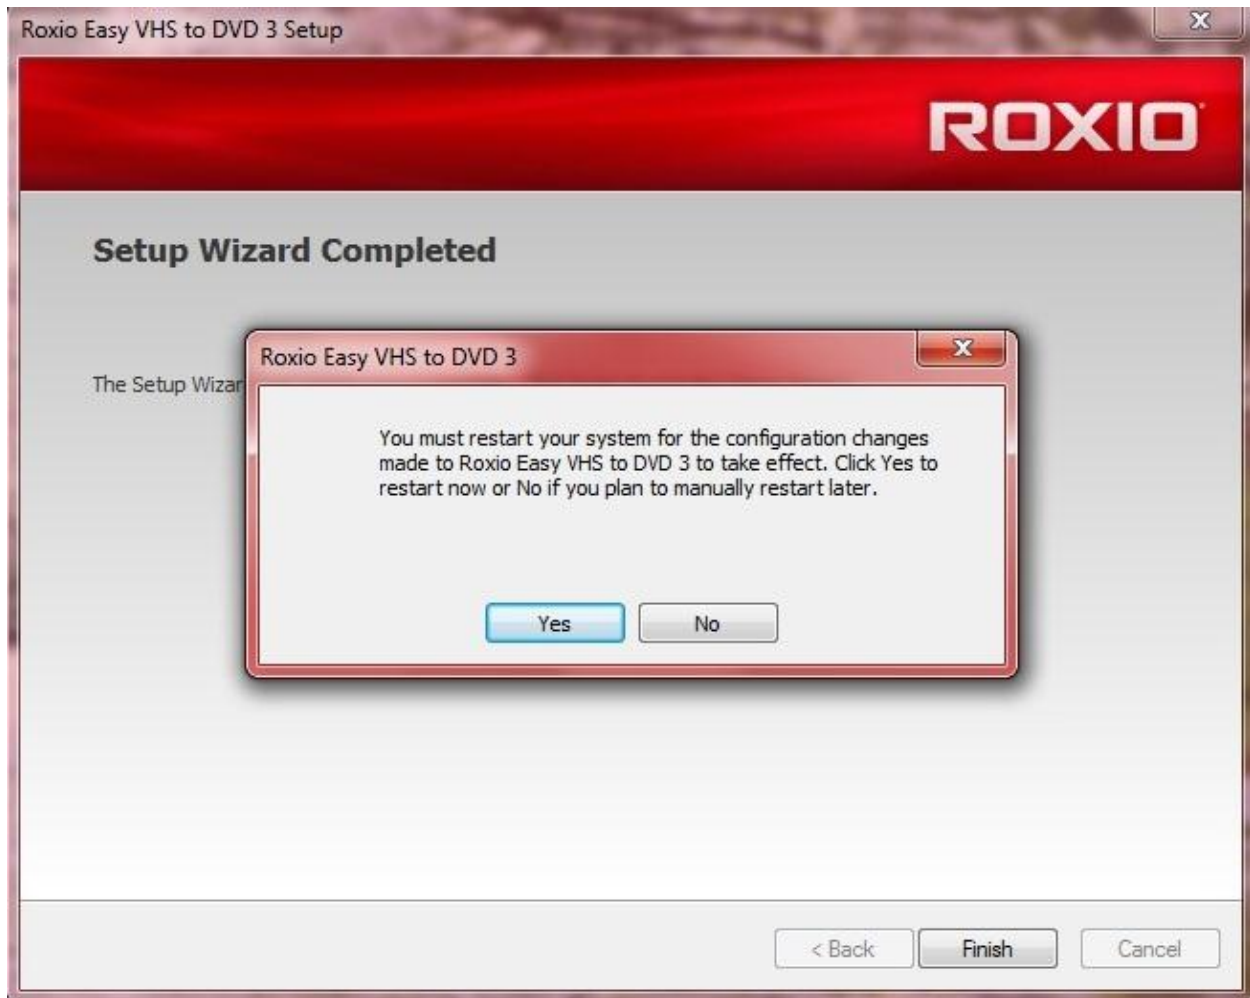 Roxio Easy VHS to DVD 3 Setup
ROXIO
Setup Wizard Completed
The Setup Wizar
Roxio Easy VHS to DVD 3
You must restart your system for the configuration changes
made to Roxio Easy VHS to DVD 3 to take effect. Click Yes to
restart now or No if you plan to manually restart later.
Yes No
< Back Finish Cancel